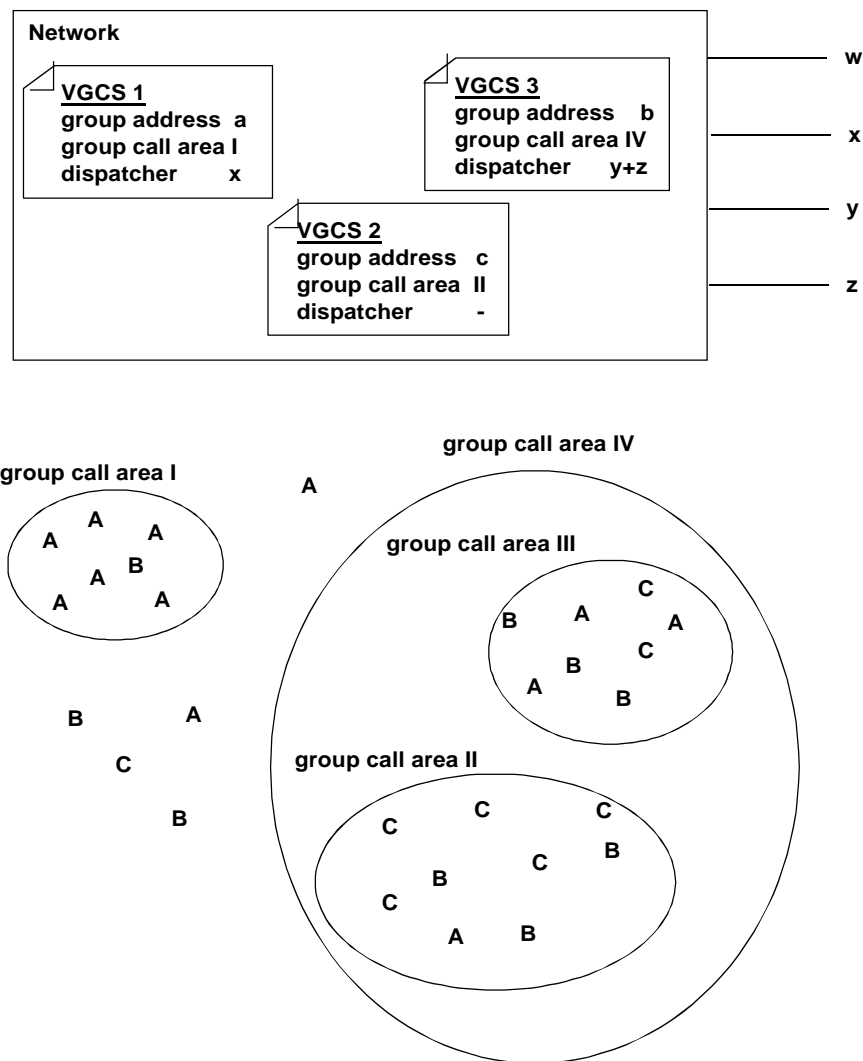 Network
w
VGCS 1
group address a
group call area I
dispatcher x
VGCS 3
group address b
group call area IV
dispatcher y+z
x
y
VGCS 2
group address c
group call area II
dispatcher -
z
group call area IV
group call area I
A
A
A
A
A
B
A
A
group call area III
C
B
A
A
C
B
A
B
B
A
C
B
group call area II
C
C
C
C
B
B
C
A
B